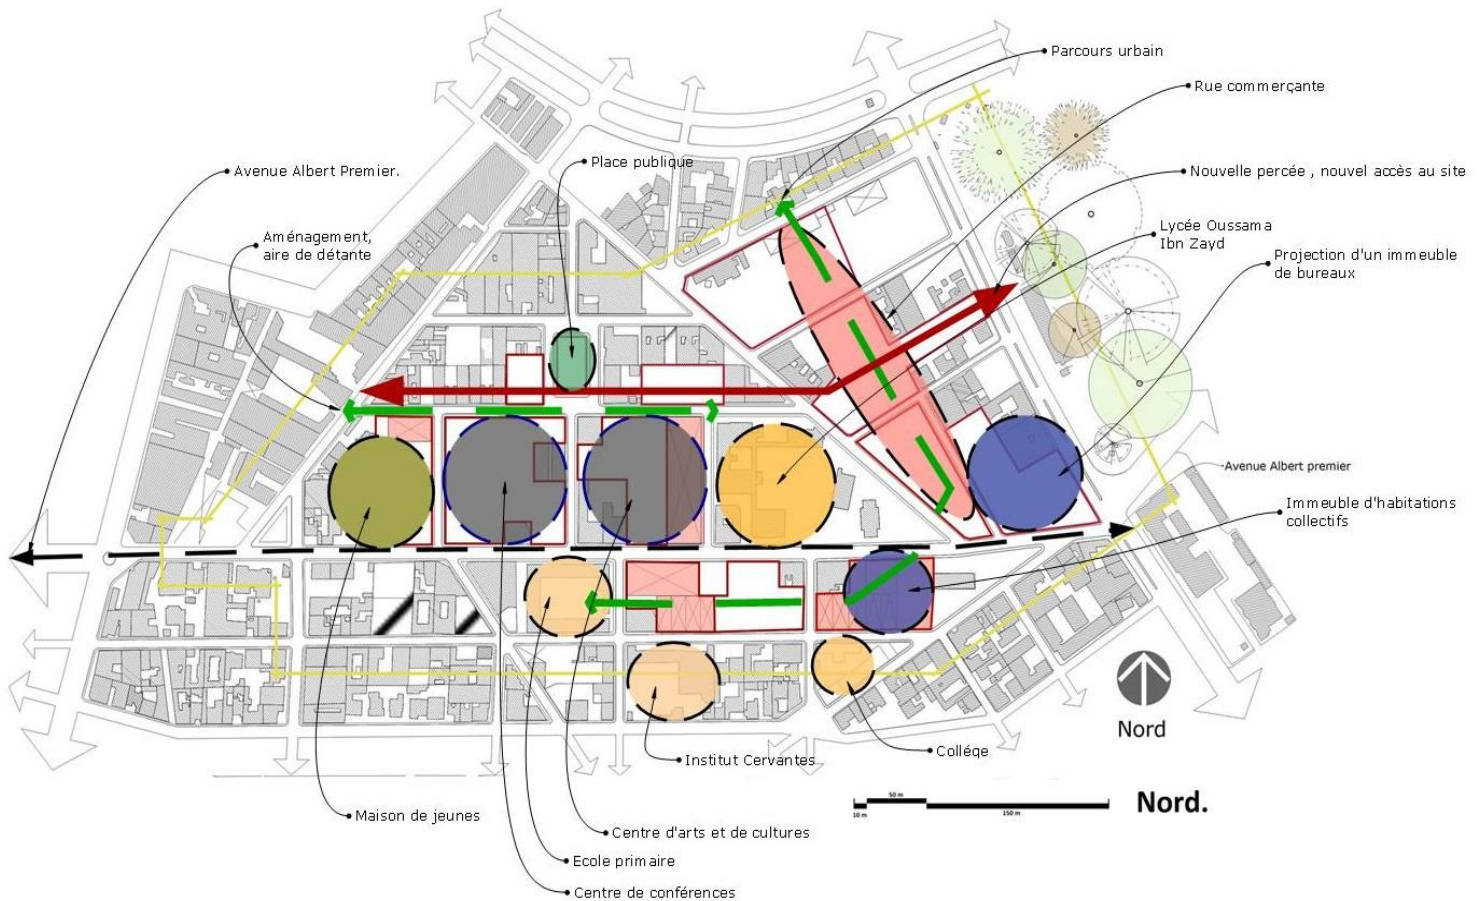 Parcours urbain
Rue commerçante
Place publique
Avenue Albert Premier.
Nouvelle percée , nouvel accès au site
Lycée Oussama
Ibn Zayd
Aménagement,
aire de détante
Projection d'un immeuble
de bureaux
Avenue Albert premier
Immeuble d'habitations
collectifs
Nord
Colléqe
Institut Cervantes
50 m
10 m
150 m
Nord.
Maison de jeunes
Centre d'arts et de cultures
Ecole primaire
Centre de conférences